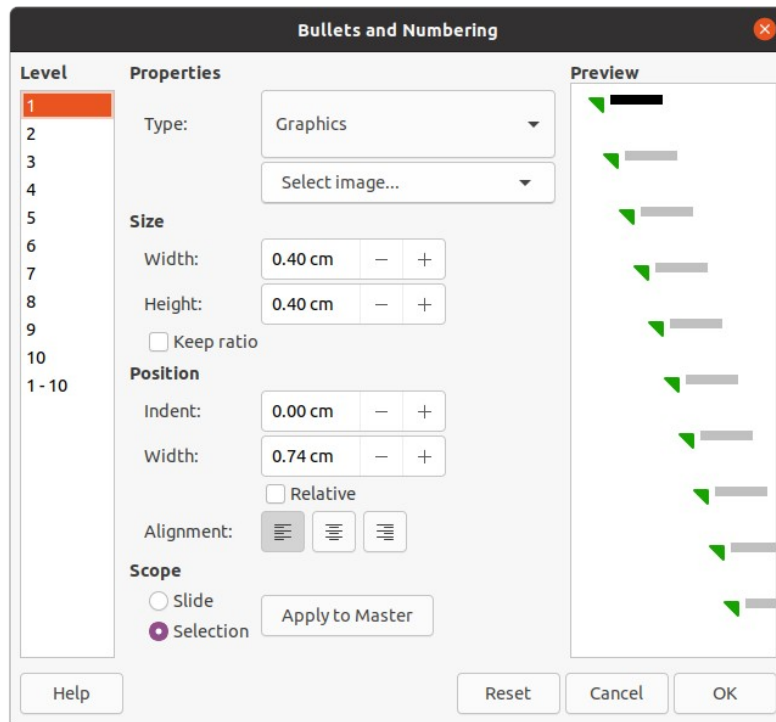 Bullets and Numbering
Level
1
2
3
4
5
6
7
8
9
10
1 - 10
Properties
Type:
Graphics
Select image...
Size
Width:
0.40 cm
Height:
0.40 cm
Keep ratio
Position
Indent:
0.00 cm
Width:
0.74 cm
Relative
Alignment:
Scope
Slide
Selection
Apply to Master
Preview
Help
Reset
Cancel
OK